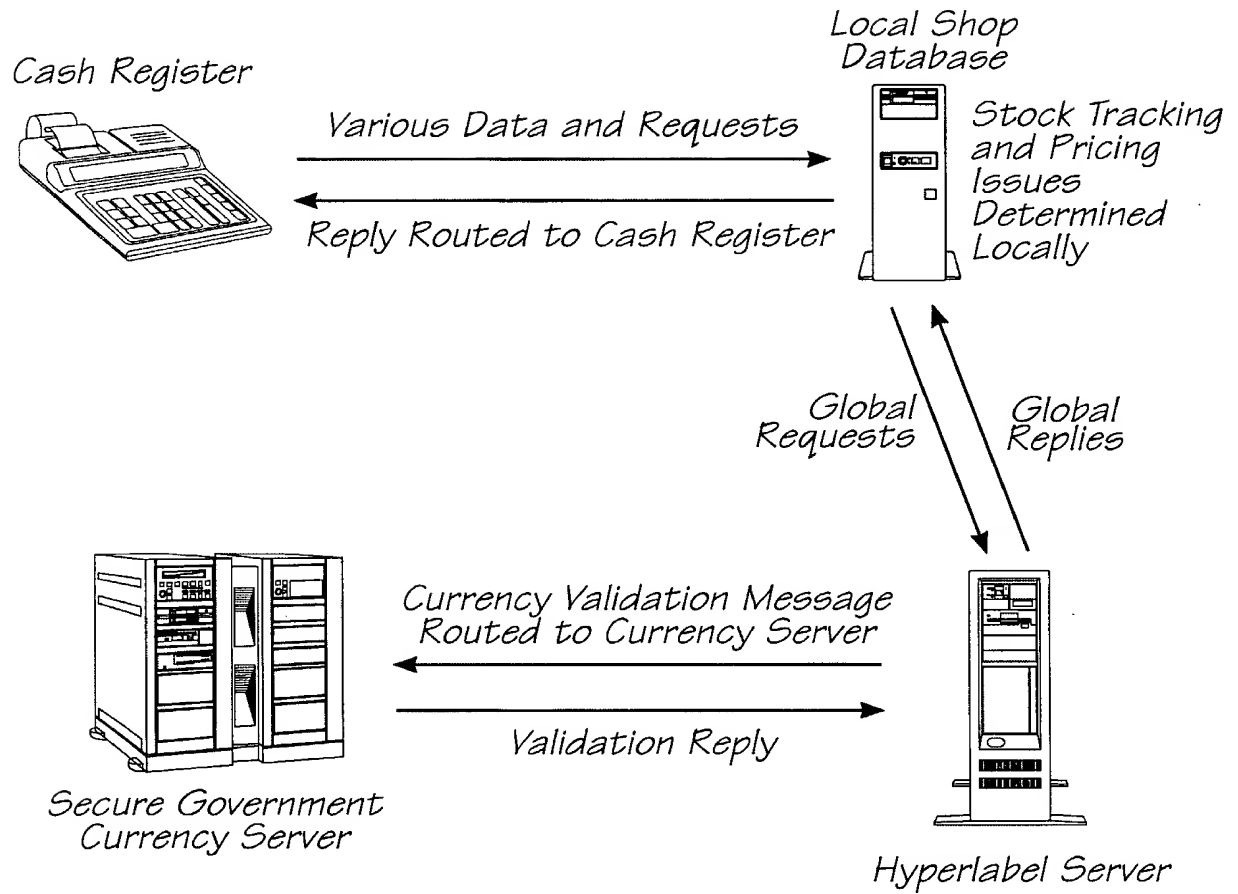 Cash Register
Local Shop
Database
Various Data and Requests
Reply Routed to Cash Register
Stock Tracking
and Pricing
Issues
Determined
Locally
Global
Requests
Global
Replies
Currency Validation Message
Routed to Currency Server
Validation Reply
Secure Government
Currency Server
Hyperlabel Server